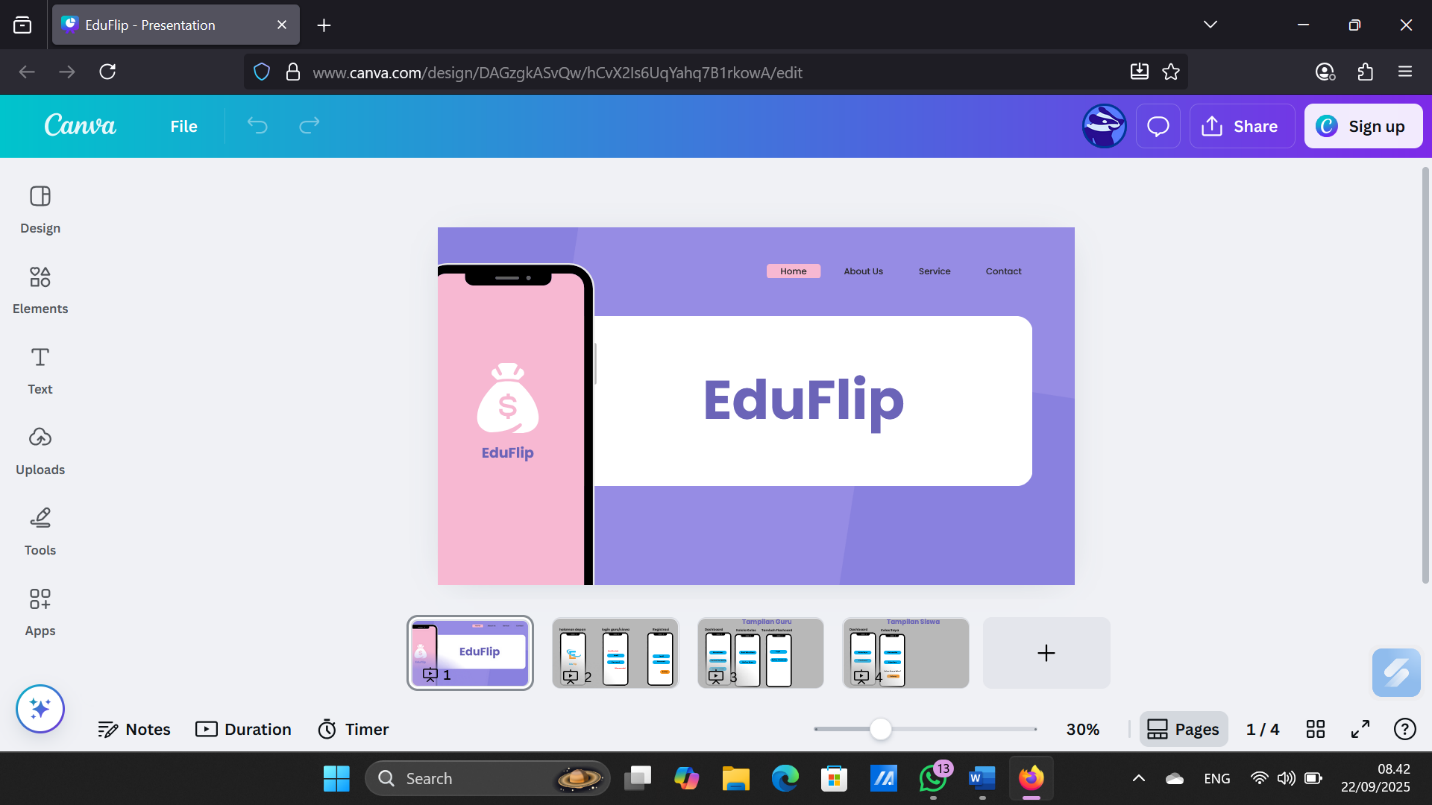 EduFlip - Presentation
www.canva.com/design/DAGzgkASvQw/hCvX2Is6UqYahq7B1rkowA/edit
Canva
File
Share
C
Sign up
Design
Elements
Text
Uploads
Tools
Apps
Home
About Us
Service
Contact
$
EduFlip
EduFlip
EduFlip
1
2
Tampilan Guru
3
Tampilan Siswa
4
Notes
Duration
Timer
30%
Pages
1 / 4
Search
13
ENG
08.42
22/09/2025